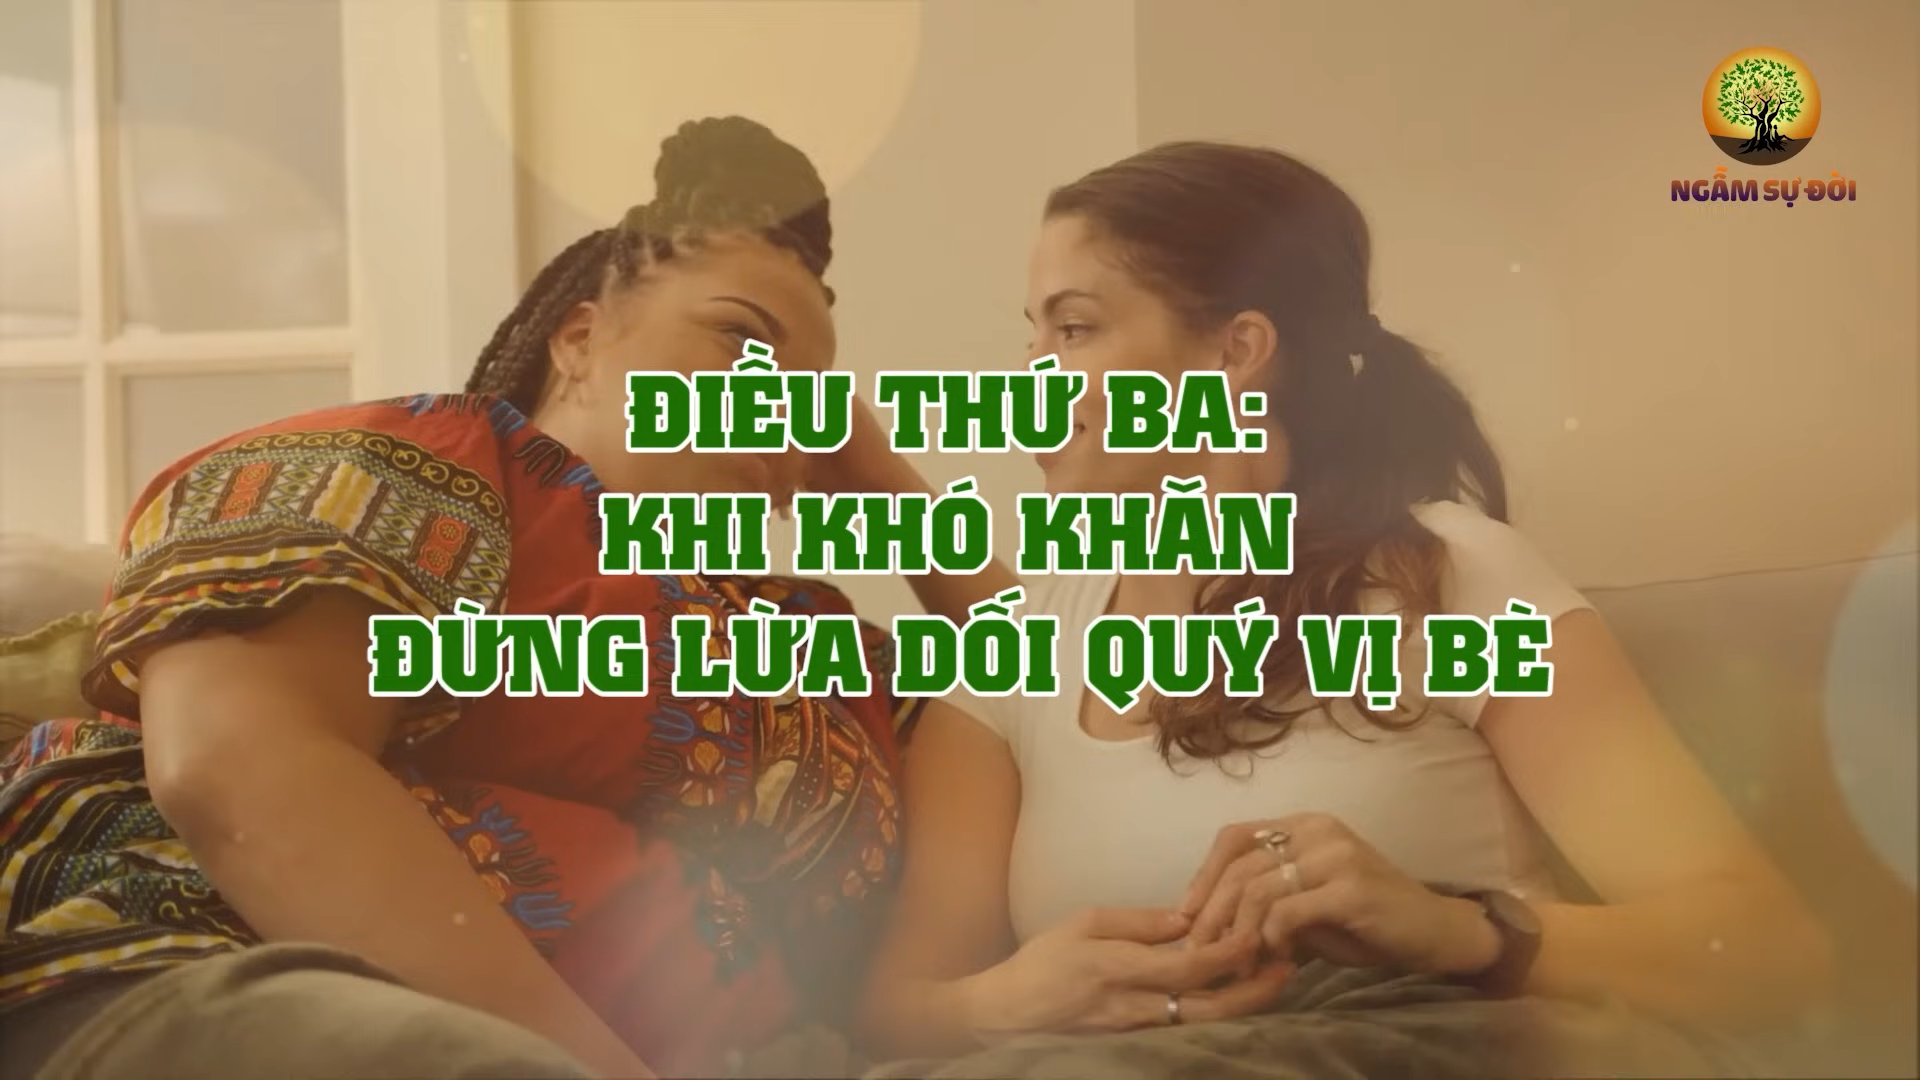 NGẪM SỰ ĐỜI
ĐIỀU THỨ BA:
KHI KHÓ KHĂN
ĐỪNG LỪA DỐI QUÝ VỊ BÈ